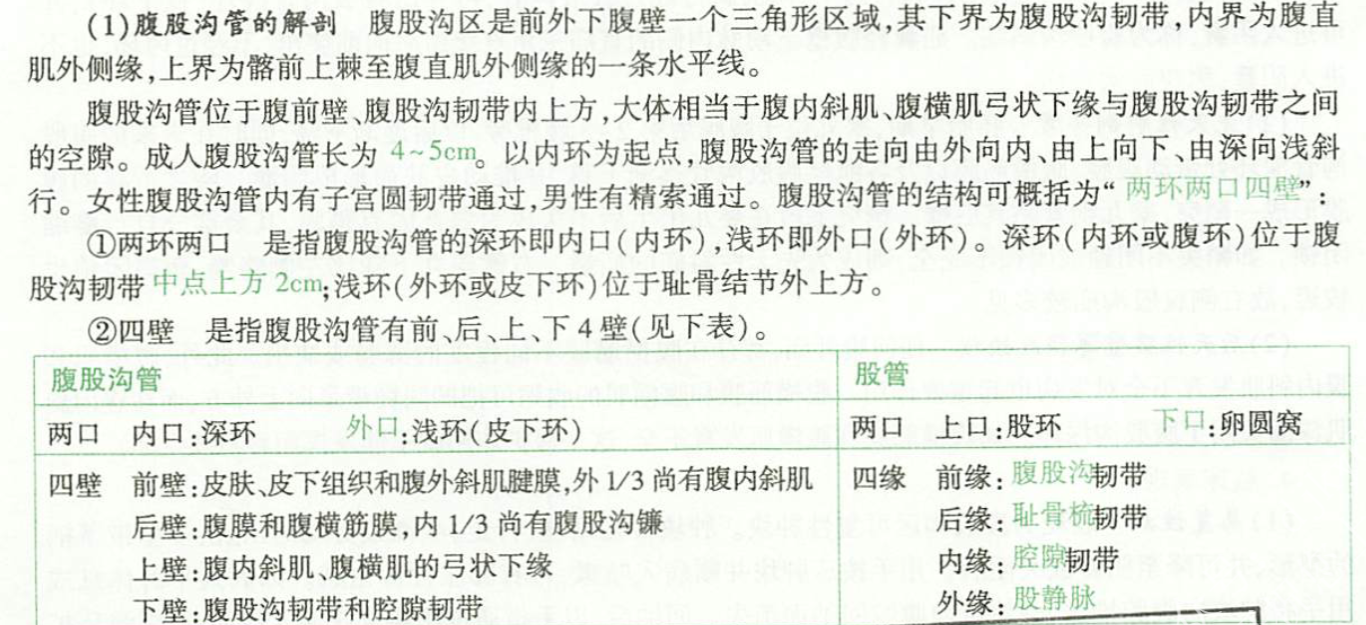 (1)腹股沟管的解剖　腹股沟区是前外下腹壁一个三角形区域,其下界为腹股沟韧带,内界为腹直
肌外侧缘,上界为髂前上棘至腹直肌外侧缘的一条水平线。
腹股沟管位于腹前壁、腹股沟韧带内上方,大体相当于腹内斜肌、腹横肌弓状下缘与腹股沟韧带之间
的空隙。成人腹股沟管长为 4~5cm。以内环为起点,腹股沟管的走向由外向内、由上向下、由深向浅斜
行。女性腹股沟管内有子宫圆韧带通过,男性有精索通过。腹股沟管的结构可概括为“两环两口四壁”:
①两环两口　是指腹股沟管的深环即内口(内环),浅环即外口(外环)。深环(内环或腹环)位于腹
股沟韧带中点上方 2cm;浅环(外环或皮下环)位于耻骨结节外上方。
②四壁　是指腹股沟管有前、后、上、下 4 壁(见下表)。
腹股沟管　股管
两口　内口:深环　外口:浅环(皮下环)　两口　上口:股环　下口:卵圆窝
四壁　前壁:皮肤、皮下组织和腹外斜肌腱膜,外 1/3 尚有腹内斜肌　四缘　前缘:腹股沟韧带
后壁:腹膜和腹横筋膜,内 1/3 尚有腹股沟镰　后缘:耻骨梳韧带
上壁:腹内斜肌、腹横肌的弓状下缘　内缘:腔隙韧带
下壁:腹股沟韧带和腔隙韧带　外缘:股静脉